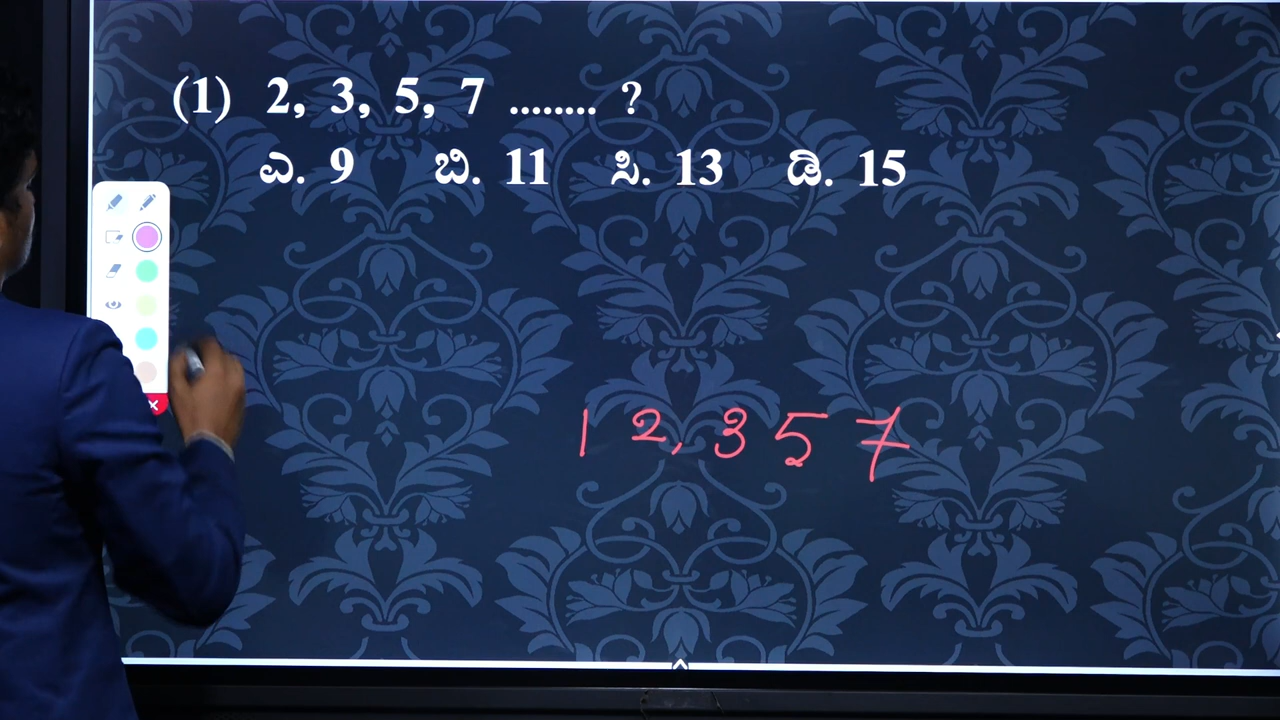 (1) 2, 3, 5, 7 ........ ?
ಎ. 9 ಬಿ. 11 ಸಿ. 13 ಡಿ. 15
1 2, 3 5 7